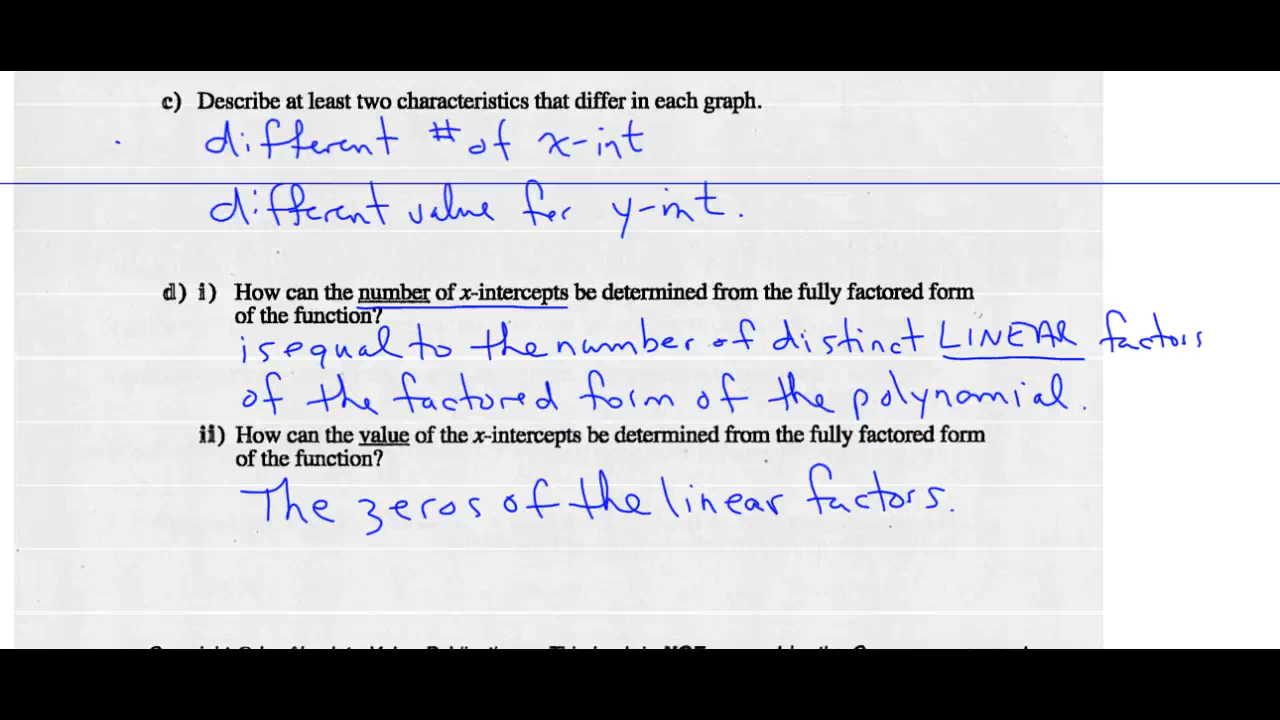 c) Describe at least two characteristics that differ in each graph.
different # of x-int
different value for y-int.
d) i) How can the number of x-intercepts be determined from the fully factored form
of the function?
is equal to the number of distinct LINEAR factors
of the factored form of the polynomial.
ii) How can the value of the x-intercepts be determined from the fully factored form
of the function?
The zeros of the linear factors.